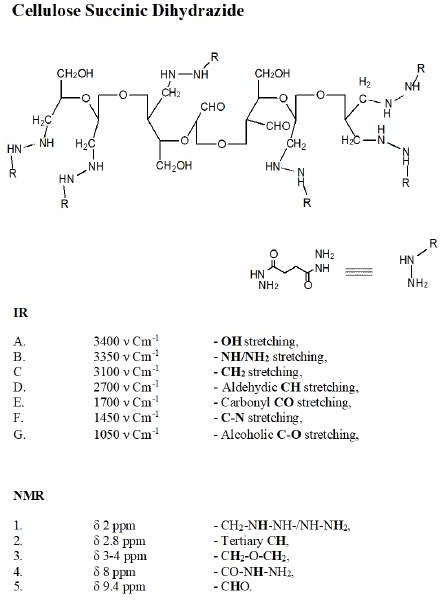 Cellulose Succinic Dihydrazide
R
CH2OH HN NH CH2OH H2 NH R
O O CH2 O O C N
H
H2C CHO CHO H
HN NH H2C O O CH2 H2C N
R NH CH2OH O HN N H N H
HN R R
R
O NH2 R
HN NH HN
NH2 O NH2
IR
A. 3400 ν Cm-1 - OH stretching,
B. 3350 ν Cm-1 - NH/NH2 stretching,
C 3100 ν Cm-1 - CH2 stretching,
D. 2700 ν Cm-1 - Aldehydic CH stretching,
E. 1700 ν Cm-1 - Carbonyl CO stretching,
F. 1450 ν Cm-1 - C-N stretching,
G. 1050 ν Cm-1 - Alcoholic C-O stretching,
NMR
1. δ 2 ppm - CH2-NH-NH-/NH-NH2,
2. δ 2.8 ppm - Tertiary CH,
3. δ 3-4 ppm - CH2-O-CH2,
4. δ 8 ppm - CO-NH-NH2,
5. δ 9.4 ppm - CHO.